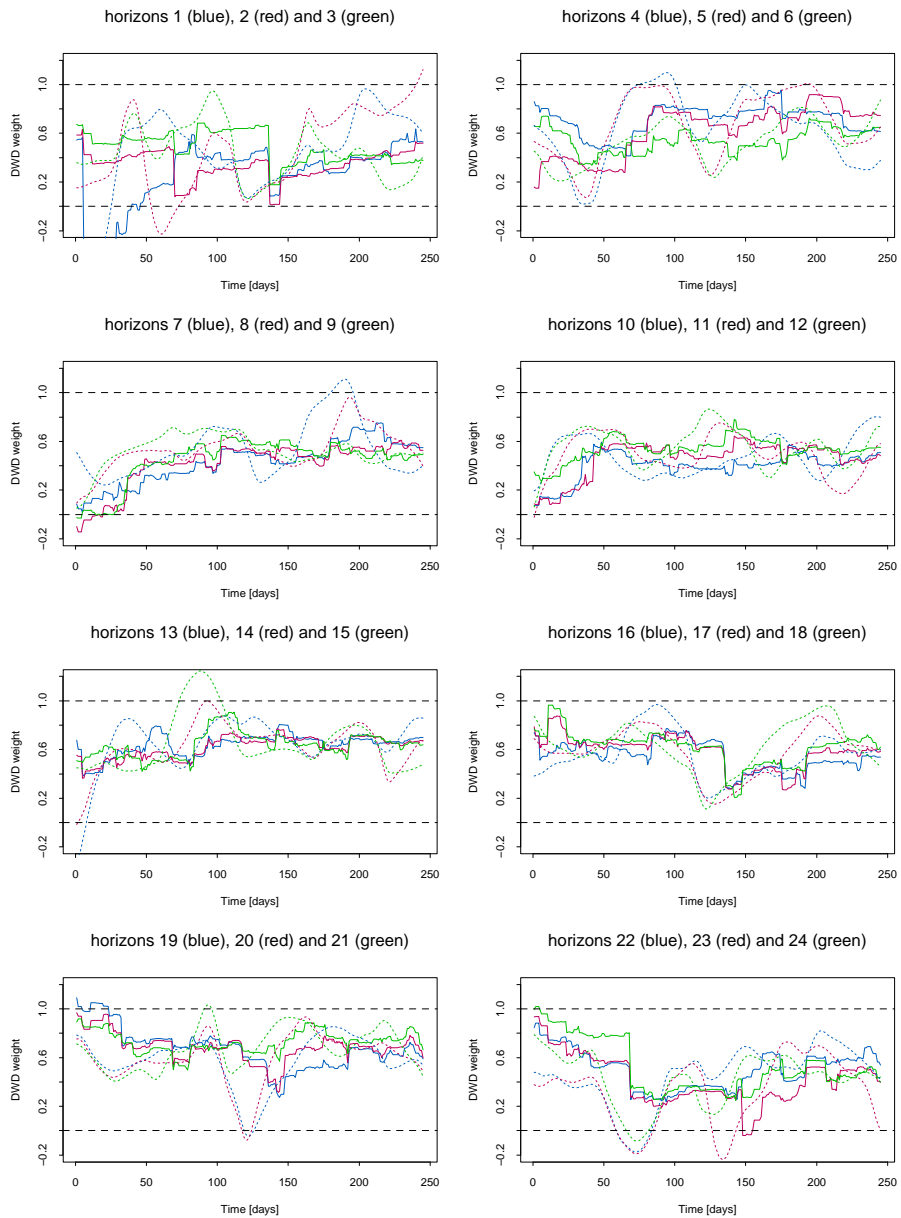 horizons 1 (blue), 2 (red) and 3 (green)
DWD weight
−0.2 0.2 0.6 1.0
0 50 100 150 200 250
Time [days]
horizons 4 (blue), 5 (red) and 6 (green)
DWD weight
−0.2 0.2 0.6 1.0
0 50 100 150 200 250
Time [days]
horizons 7 (blue), 8 (red) and 9 (green)
DWD weight
−0.2 0.2 0.6 1.0
0 50 100 150 200 250
Time [days]
horizons 10 (blue), 11 (red) and 12 (green)
DWD weight
−0.2 0.2 0.6 1.0
0 50 100 150 200 250
Time [days]
horizons 13 (blue), 14 (red) and 15 (green)
DWD weight
−0.2 0.2 0.6 1.0
0 50 100 150 200 250
Time [days]
horizons 16 (blue), 17 (red) and 18 (green)
DWD weight
−0.2 0.2 0.6 1.0
0 50 100 150 200 250
Time [days]
horizons 19 (blue), 20 (red) and 21 (green)
DWD weight
−0.2 0.2 0.6 1.0
0 50 100 150 200 250
Time [days]
horizons 22 (blue), 23 (red) and 24 (green)
DWD weight
−0.2 0.2 0.6 1.0
0 50 100 150 200 250
Time [days]